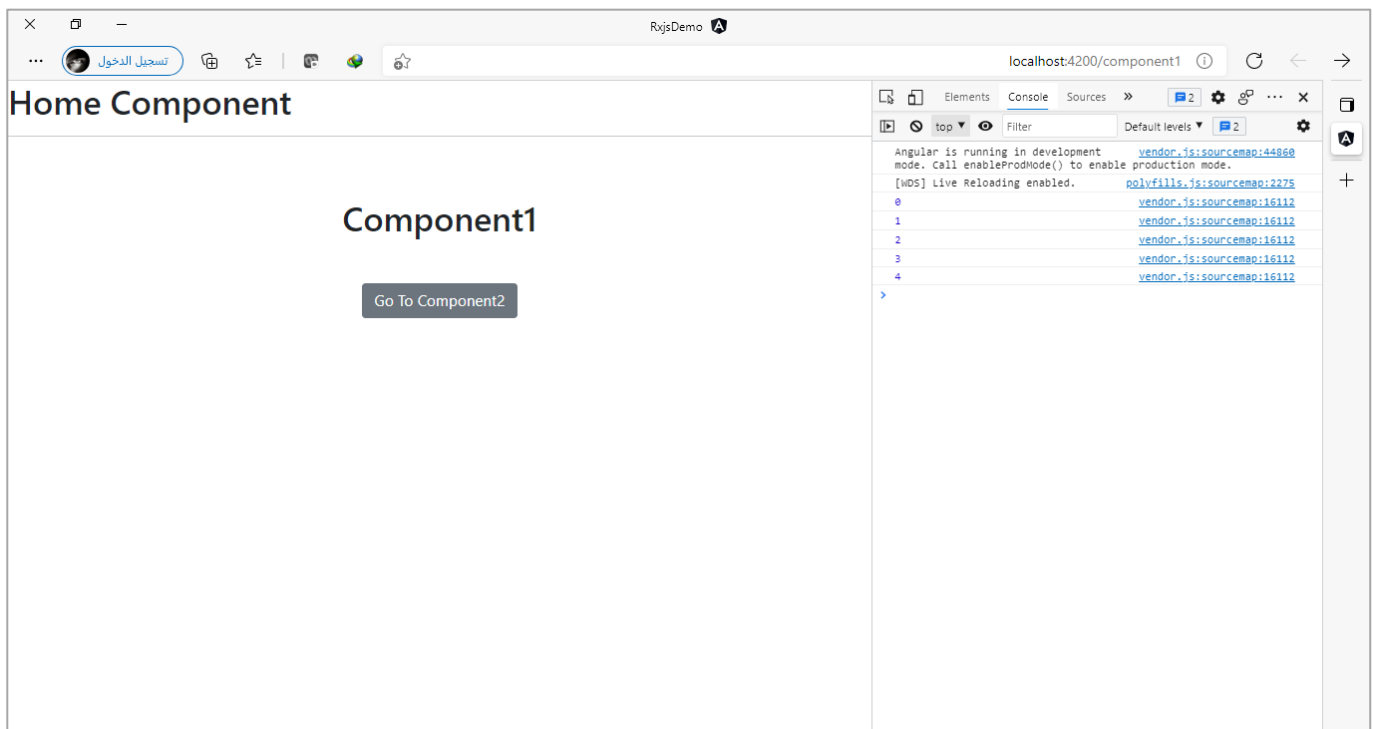 RxjsDemo
تسجيل الدخول
localhost:4200/component1
Home Component
Component1
Go To Component2
Elements Console Sources » 2
top Filter Default levels 2
Angular is running in development vendor.js:sourcemap:44860
mode. Call enableProdMode() to enable production mode.
[WDS] Live Reloading enabled. polyfills.js:sourcemap:2275
0 vendor.js:sourcemap:16112
1 vendor.js:sourcemap:16112
2 vendor.js:sourcemap:16112
3 vendor.js:sourcemap:16112
4 vendor.js:sourcemap:16112